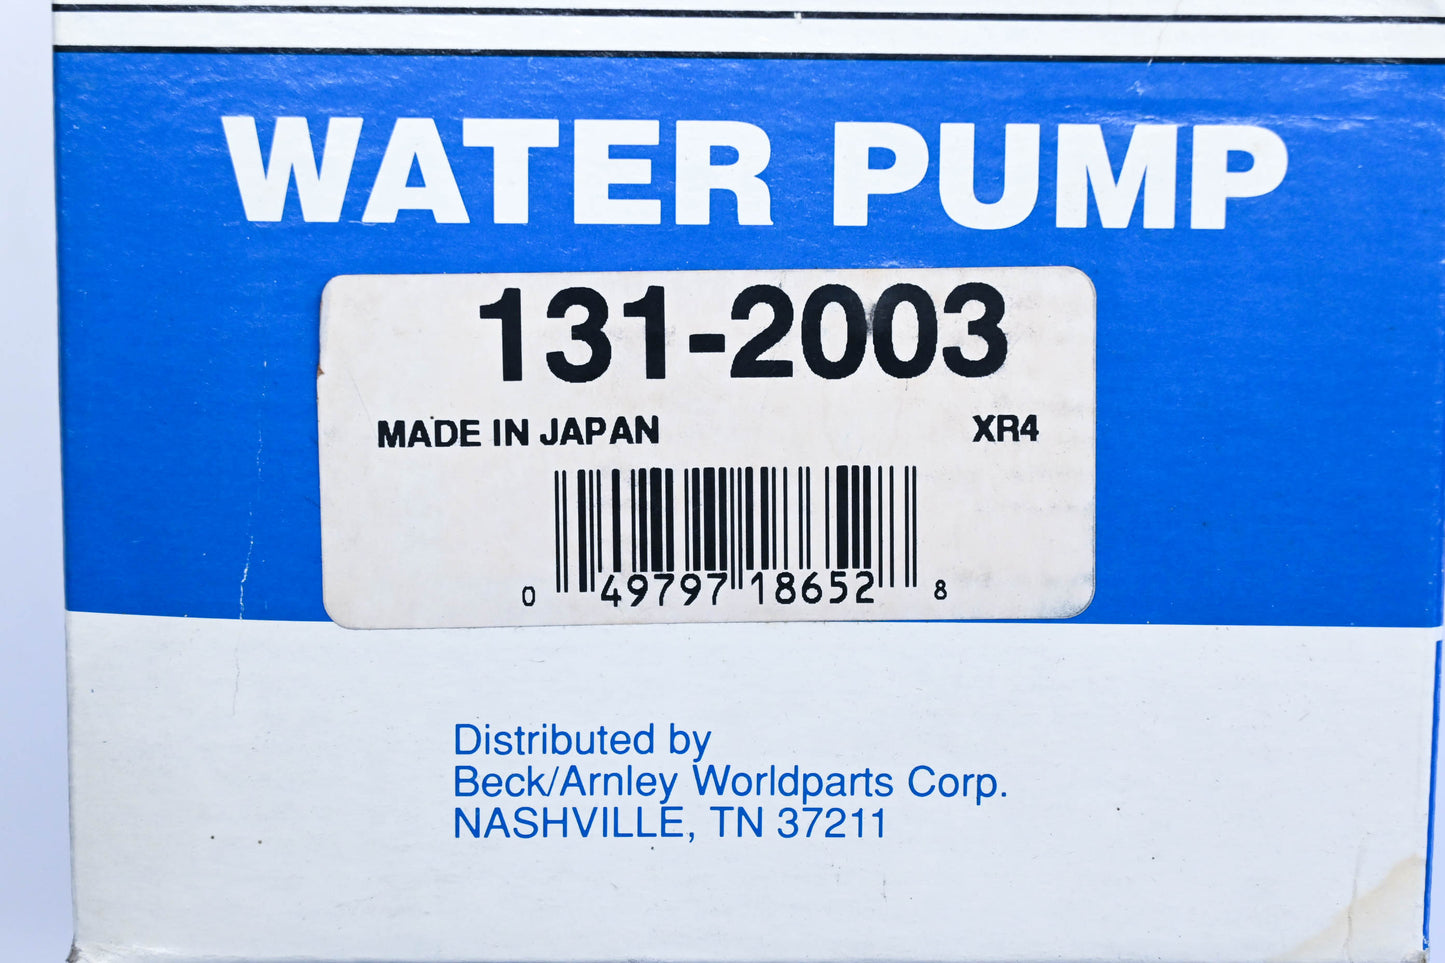 WATER PUMP
131-2003
MADE IN JAPAN XR4
0 49797 18652 8
Distributed by
Beck/Arnley Worldparts Corp.
NASHVILLE, TN 37211